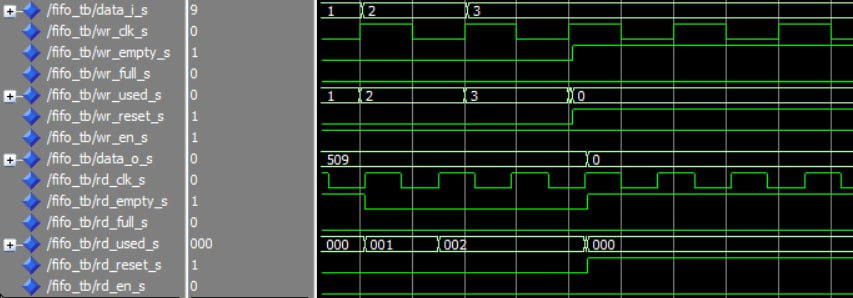 /fifo_tb/data_i_s 9 1 2 3
/fifo_tb/wr_clk_s 0
/fifo_tb/wr_empty_s 1
/fifo_tb/wr_full_s 0
/fifo_tb/wr_used_s 0 1 2 3 0
/fifo_tb/wr_reset_s 1
/fifo_tb/wr_en_s 1
/fifo_tb/data_o_s 0 509 0
/fifo_tb/rd_clk_s 0
/fifo_tb/rd_empty_s 1
/fifo_tb/rd_full_s 0
/fifo_tb/rd_used_s 000 000 001 002 000
/fifo_tb/rd_reset_s 1
/fifo_tb/rd_en_s 0